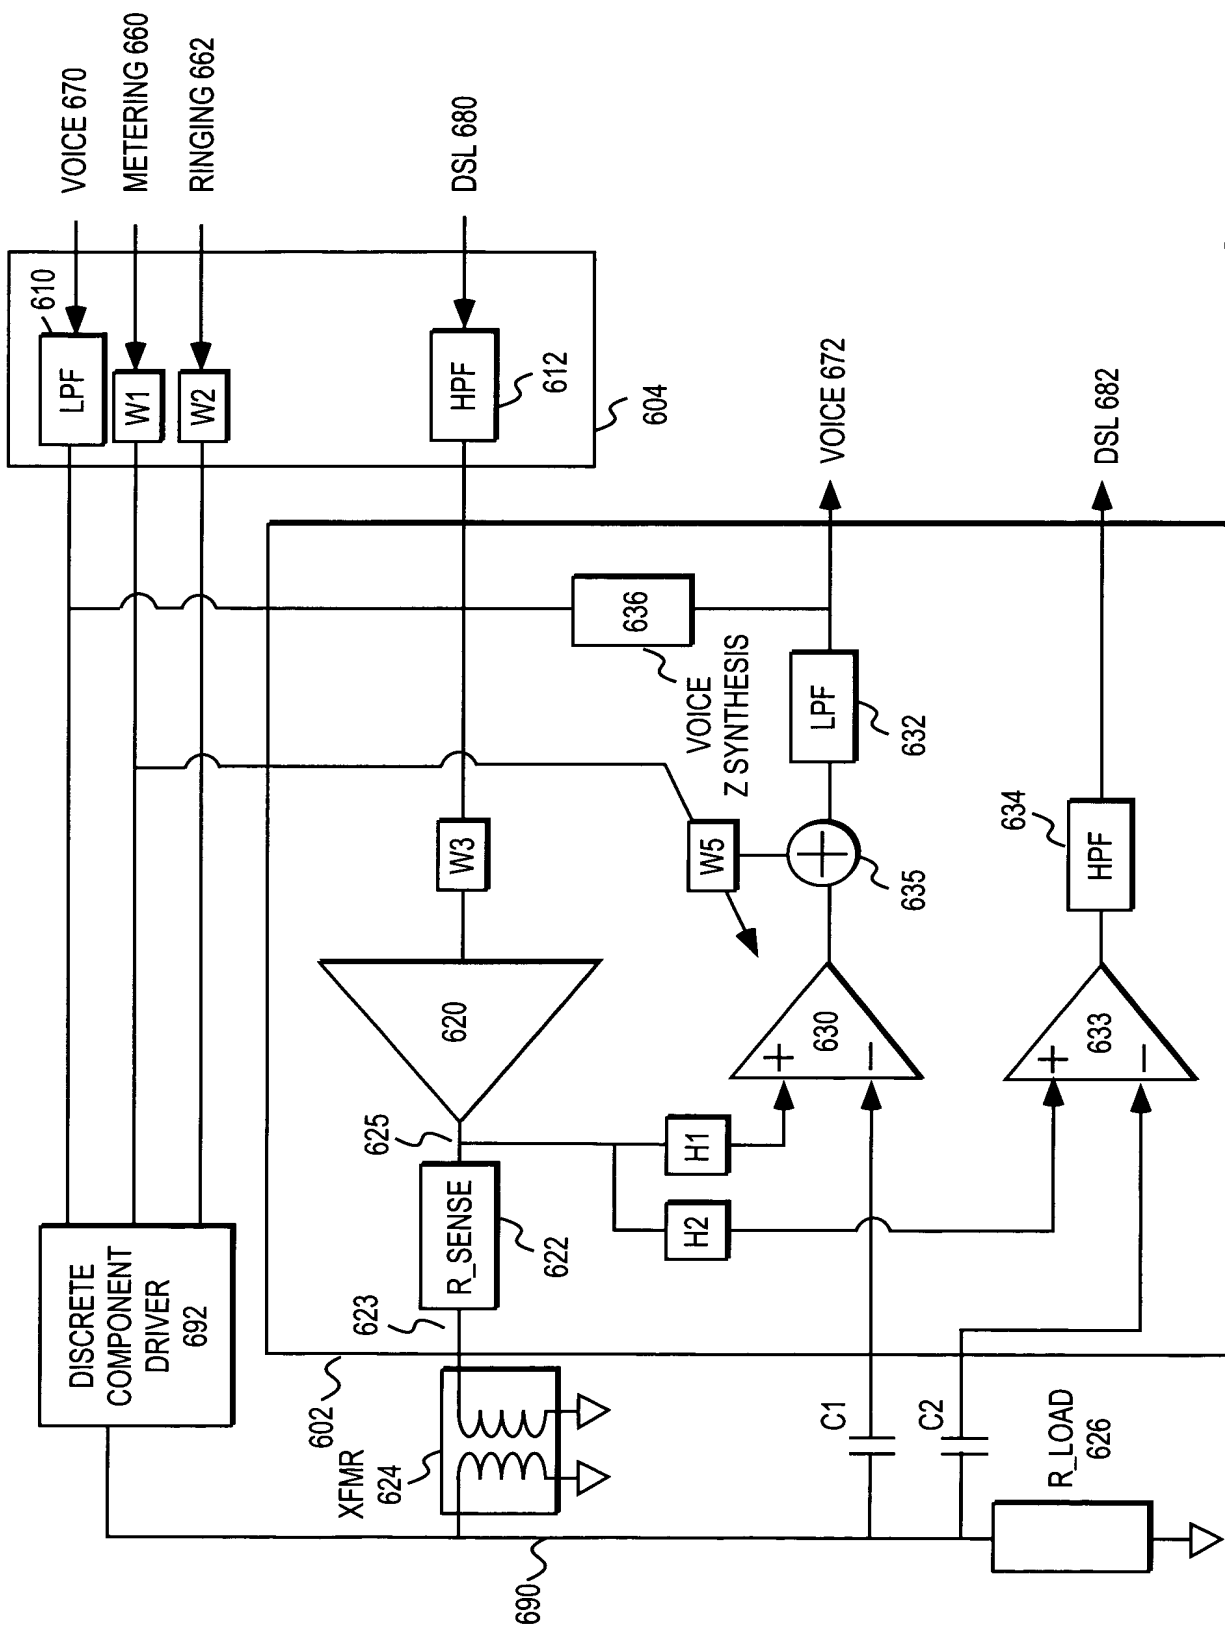 VOICE 670
METERING 660
RINGING 662
DSL 680
610
LPF
W1
W2
HPF
612
604
DISCRETE
COMPONENT
DRIVER
692
636
VOICE
Z SYNTHESIS
W3
W5
620
625
R_SENSE
622
623
602
XFMR
624
690
H1
H2
+
630
−
635
LPF
632
VOICE 672
+
633
−
634
HPF
DSL 682
C1
C2
R_LOAD
626